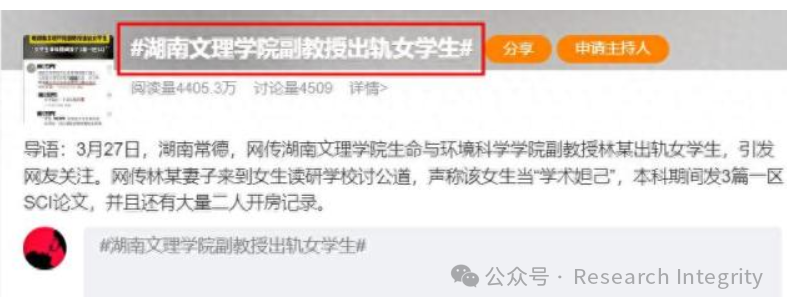 #湖南文理学院副教授出轨女学生#
分享
申请主持人
阅读量4405.3万 讨论量4509 详情>
导语：3月27日，湖南常德，网传湖南文理学院生命与环境科学学院副教授林某出轨女学生，引发
网友关注。网传林某妻子来到女生读研学校讨公道，声称该女生当“学术妲己”，本科期间发3篇一区
SCI论文，并且还有大量二人开房记录。
#湖南文理学院副教授出轨女学生#
公众号 · Research Integrity